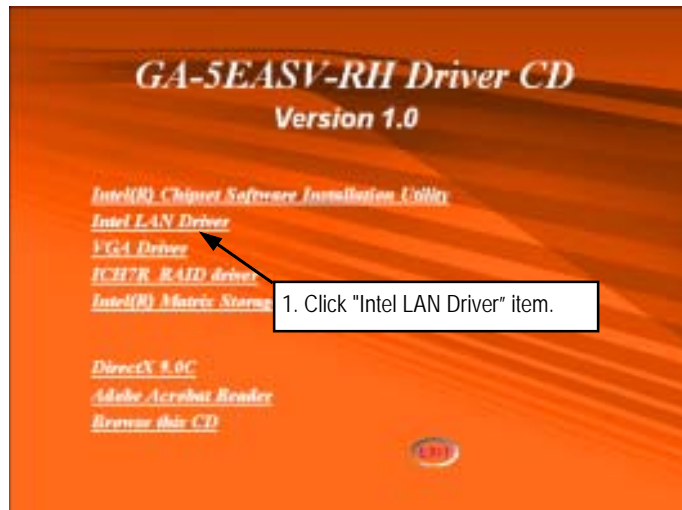 GA-5EASV-RH Driver CD
Version 1.0
Intel(R) Chipset Software Installation Utility
Intel LAN Driver
VGA Driver
ICH7R RAID driver
Intel(R) Matrix Storag
1. Click "Intel LAN Driver” item.
DirectX 9.0C
Adobe Acrobat Reader
Browse this CD
EXIT